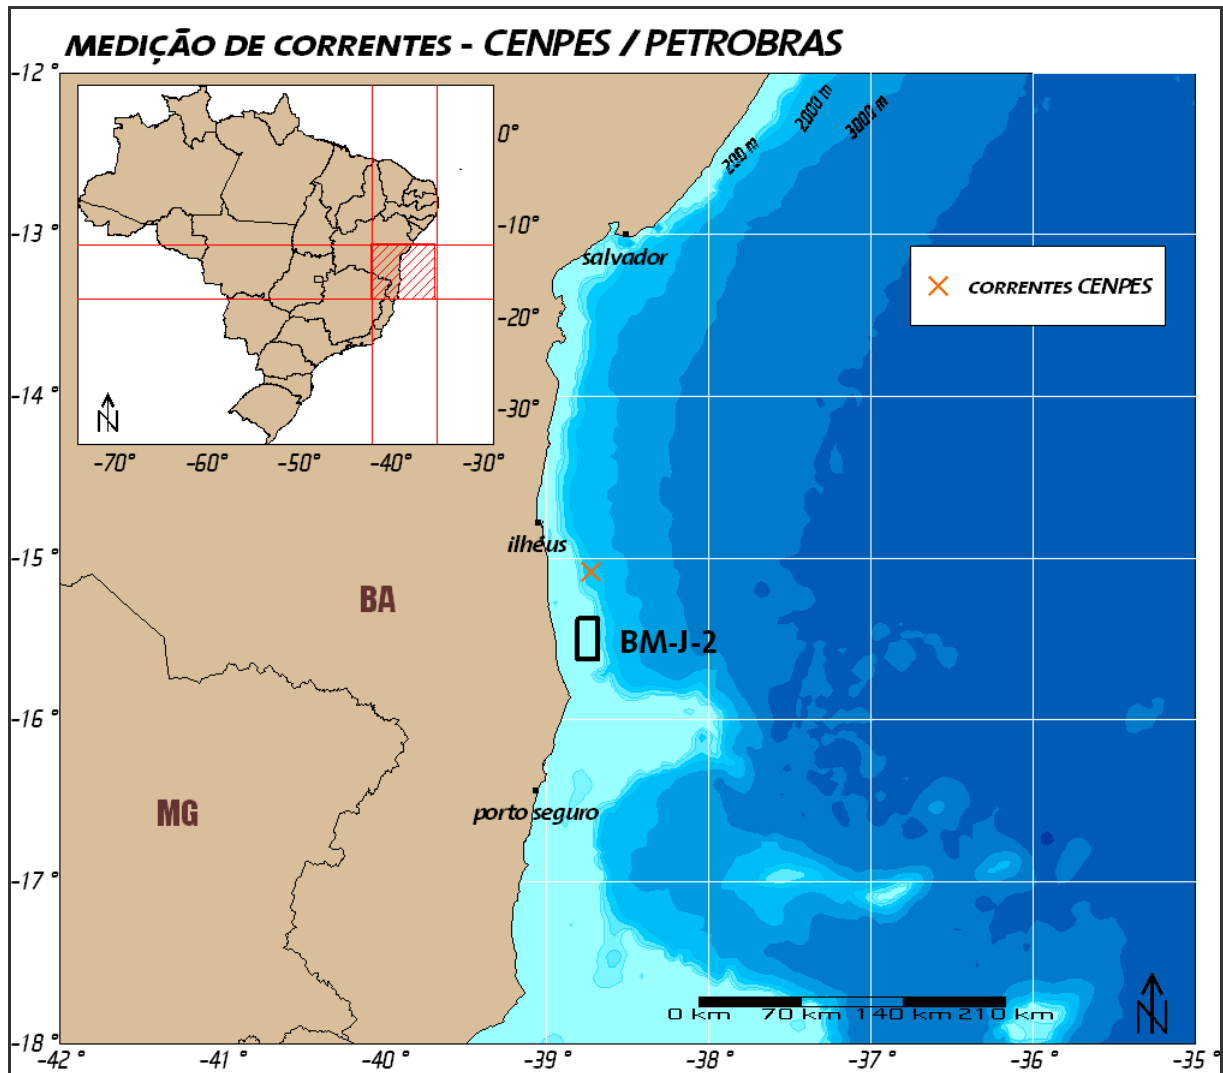 MEDIÇÃO DE CORRENTES - CENPES / PETROBRAS
-12°
-13°
-14°
-15°
-16°
-17°
-18°
0°
-10°
-20°
-30°
-70° -60° -50° -40° -30°
N
200 m
2000 m
3000 m
salvador
CORRENTES CENPES
ilhéus
BA
BM-J-2
MG
porto seguro
0 km 70 km 140 km 210 km
N
-42° -41° -40° -39° -38° -37° -36° -35°